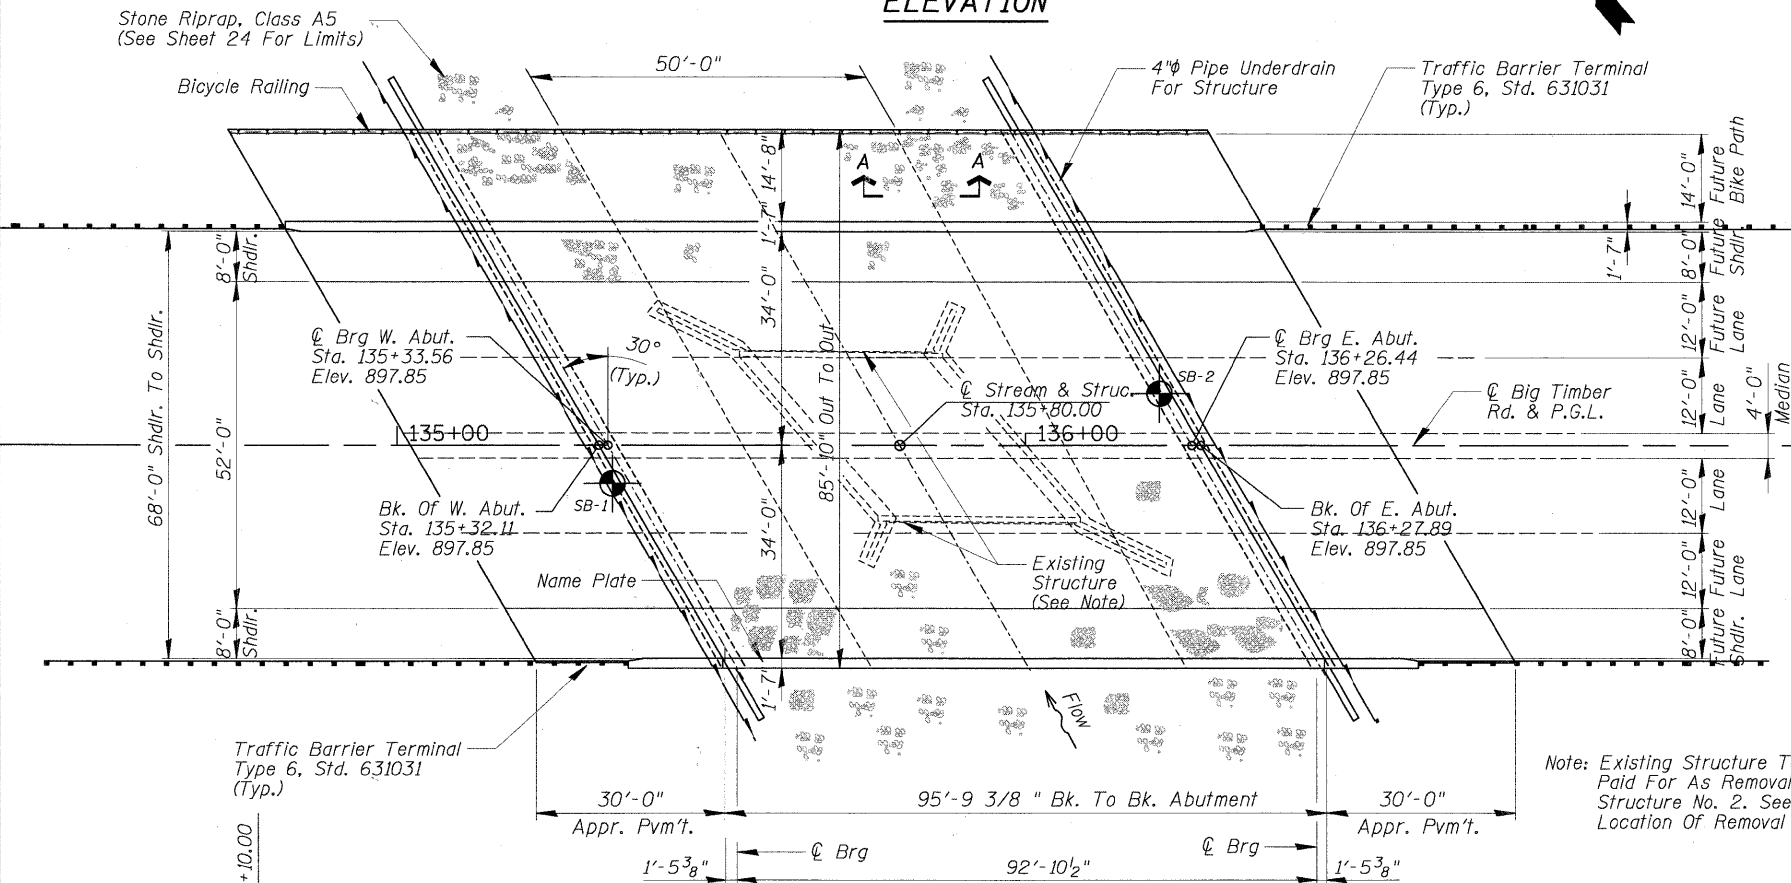 ELEVATION
Stone Riprap, Class A5
(See Sheet 24 For Limits)
Bicycle Railing
50'-0"
4"ϕ Pipe Underdrain
For Structure
Traffic Barrier Terminal
Type 6, Std. 631031
(Typ.)
14'-8"
A
A
1'-7"
14'-0"
Future
Bike Path
8'-0"
Shldr.
1'-7"
8'-0"
Future
Shldr.
68'-0" Shldr. To Shldr.
52'-0"
34'-0"
85'-10" Out To Out
℄ Brg W. Abut.
Sta. 135+33.56
Elev. 897.85
30°
(Typ.)
℄ Stream & Struc.
Sta. 135+80.00
SB-2
℄ Brg E. Abut.
Sta. 136+26.44
Elev. 897.85
12'-0"
Future
Lane
12'-0"
Lane
4'-0"
Median
℄ Big Timber
Rd. & P.G.L.
135+00
136+00
SB-1
Bk. Of W. Abut.
Sta. 135+32.11
Elev. 897.85
34'-0"
Bk. Of E. Abut.
Sta. 136+27.89
Elev. 897.85
12'-0"
Lane
12'-0"
Future
Lane
Name Plate
Existing
Structure
(See Note)
8'-0"
Shldr.
8'-0"
Future
Shldr.
1'-7"
Flow
Traffic Barrier Terminal
Type 6, Std. 631031
(Typ.)
Note: Existing Structure T
Paid For As Removal
Structure No. 2. See
Location Of Removal
30'-0"
Appr. Pvm't.
95'-9 3/8 " Bk. To Bk. Abutment
30'-0"
Appr. Pvm't.
+10.00
℄ Brg
℄ Brg
1'-5 3/8"
92'-10 1/2"
1'-5 3/8"